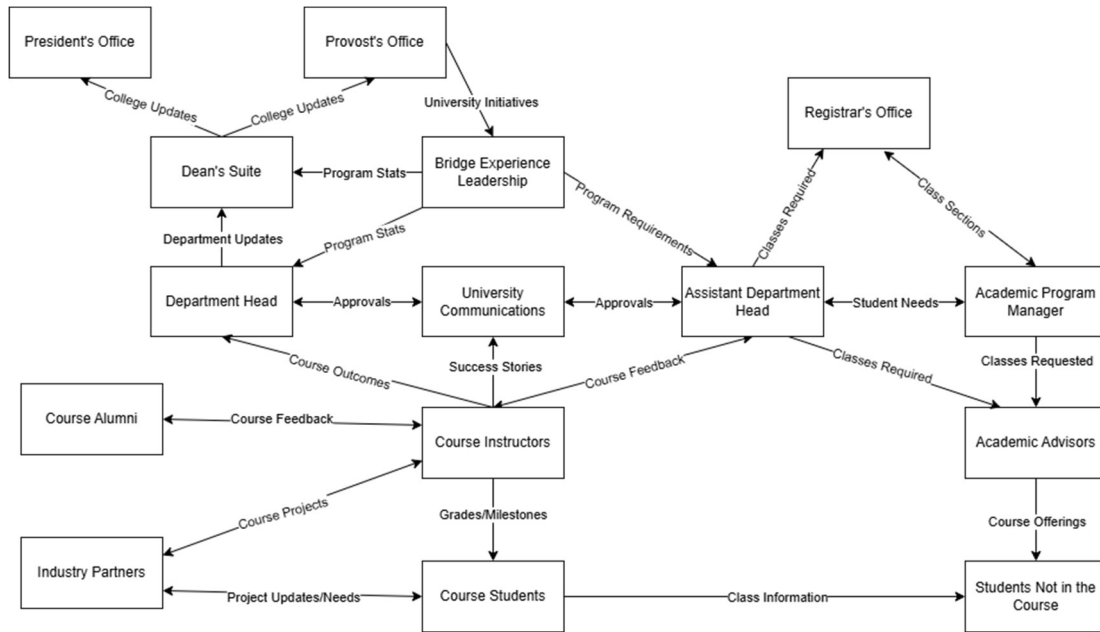 President's Office
Provost's Office
College Updates
College Updates
University Initiatives
Registrar's Office
Dean's Suite
Program Stats
Bridge Experience
Leadership
Department Updates
Program Stats
Program Requirements
Classes Required
Class Sections
Department Head
Approvals
University
Communications
Approvals
Assistant Department
Head
Student Needs
Academic Program
Manager
Course Outcomes
Success Stories
Course Feedback
Classes Required
Classes Requested
Course Alumni
Course Feedback
Course Instructors
Academic Advisors
Course Projects
Grades/Milestones
Course Offerings
Industry Partners
Project Updates/Needs
Course Students
Class Information
Students Not in the
Course